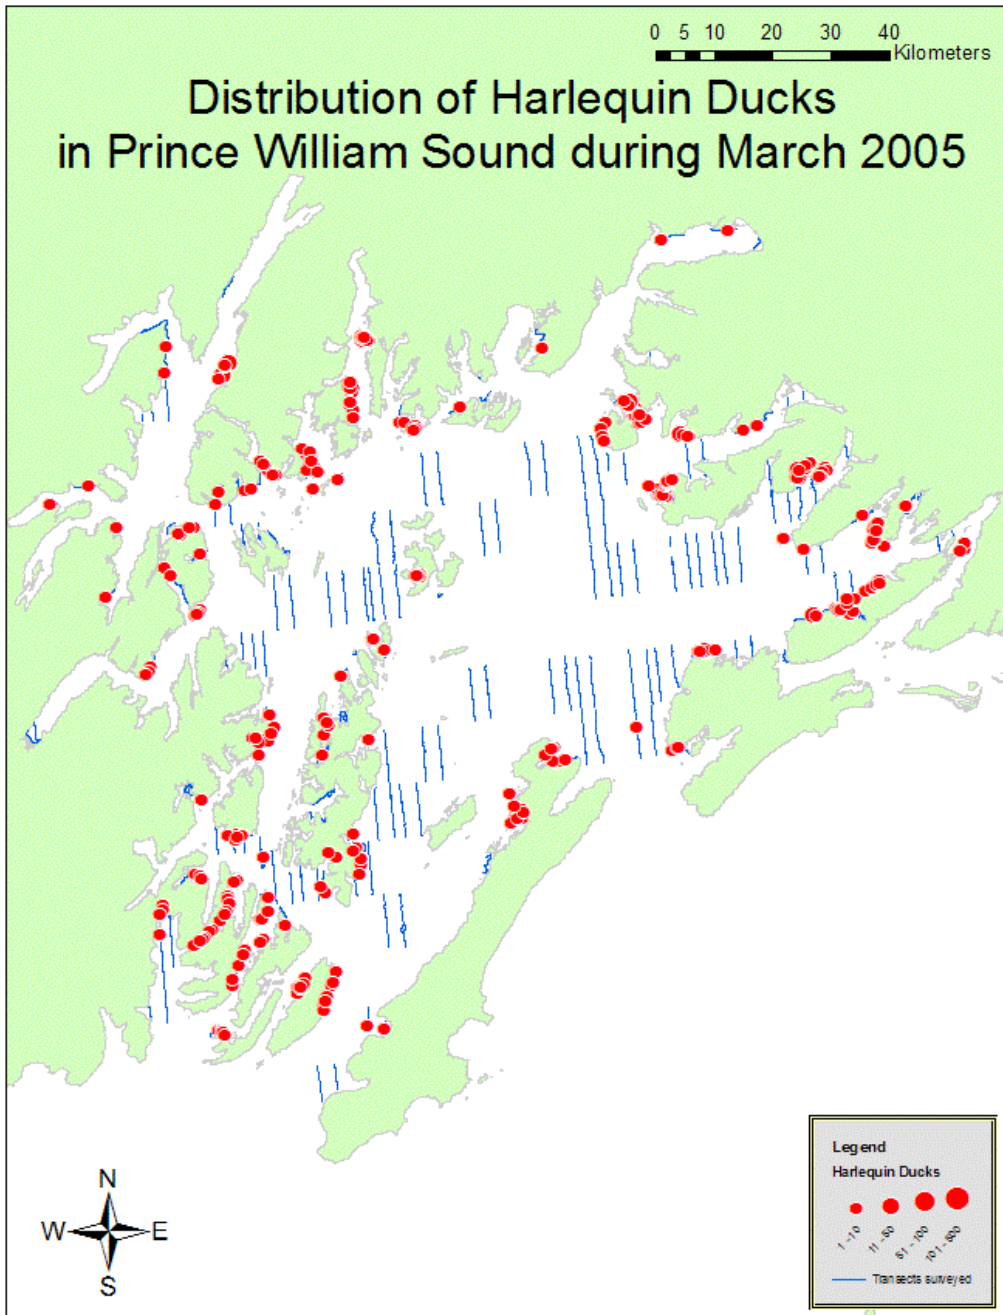 0 5 10 20 30 40
Kilometers
Distribution of Harlequin Ducks
in Prince William Sound during March 2005
N
W E
S
Legend
Harlequin Ducks
1 - 10 11 - 50 51 - 100 101 - 500
Transects surveyed